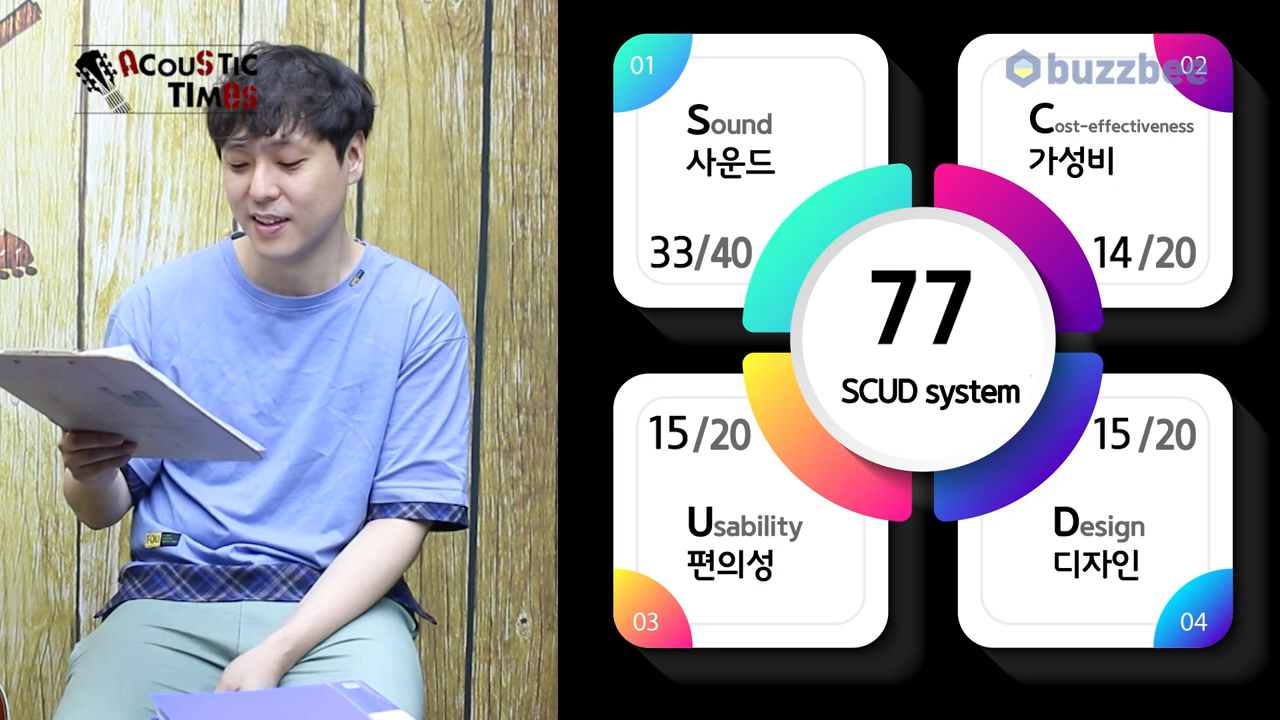 ACOUSTIC
TIMES
buzzbee
01
Sound
사운드
33/40
02
Cost-effectiveness
가성비
14/20
77
SCUD system
15/20
Usability
편의성
03
15/20
Design
디자인
04